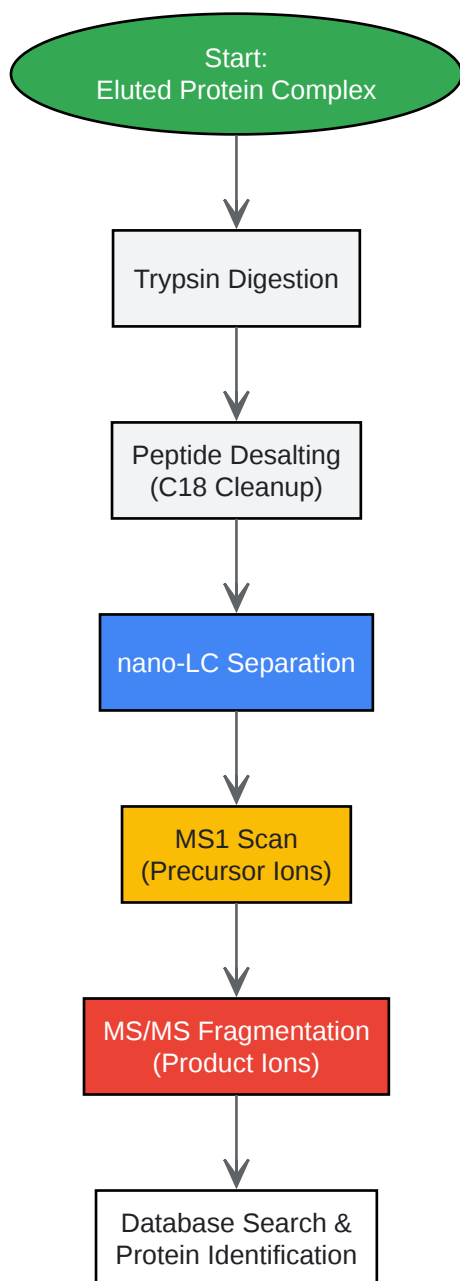 Start:
Eluted Protein Complex
Trypsin Digestion
Peptide Desalting
(C18 Cleanup)
nano-LC Separation
MS1 Scan
(Precursor Ions)
MS/MS Fragmentation
(Product Ions)
Database Search &
Protein Identification